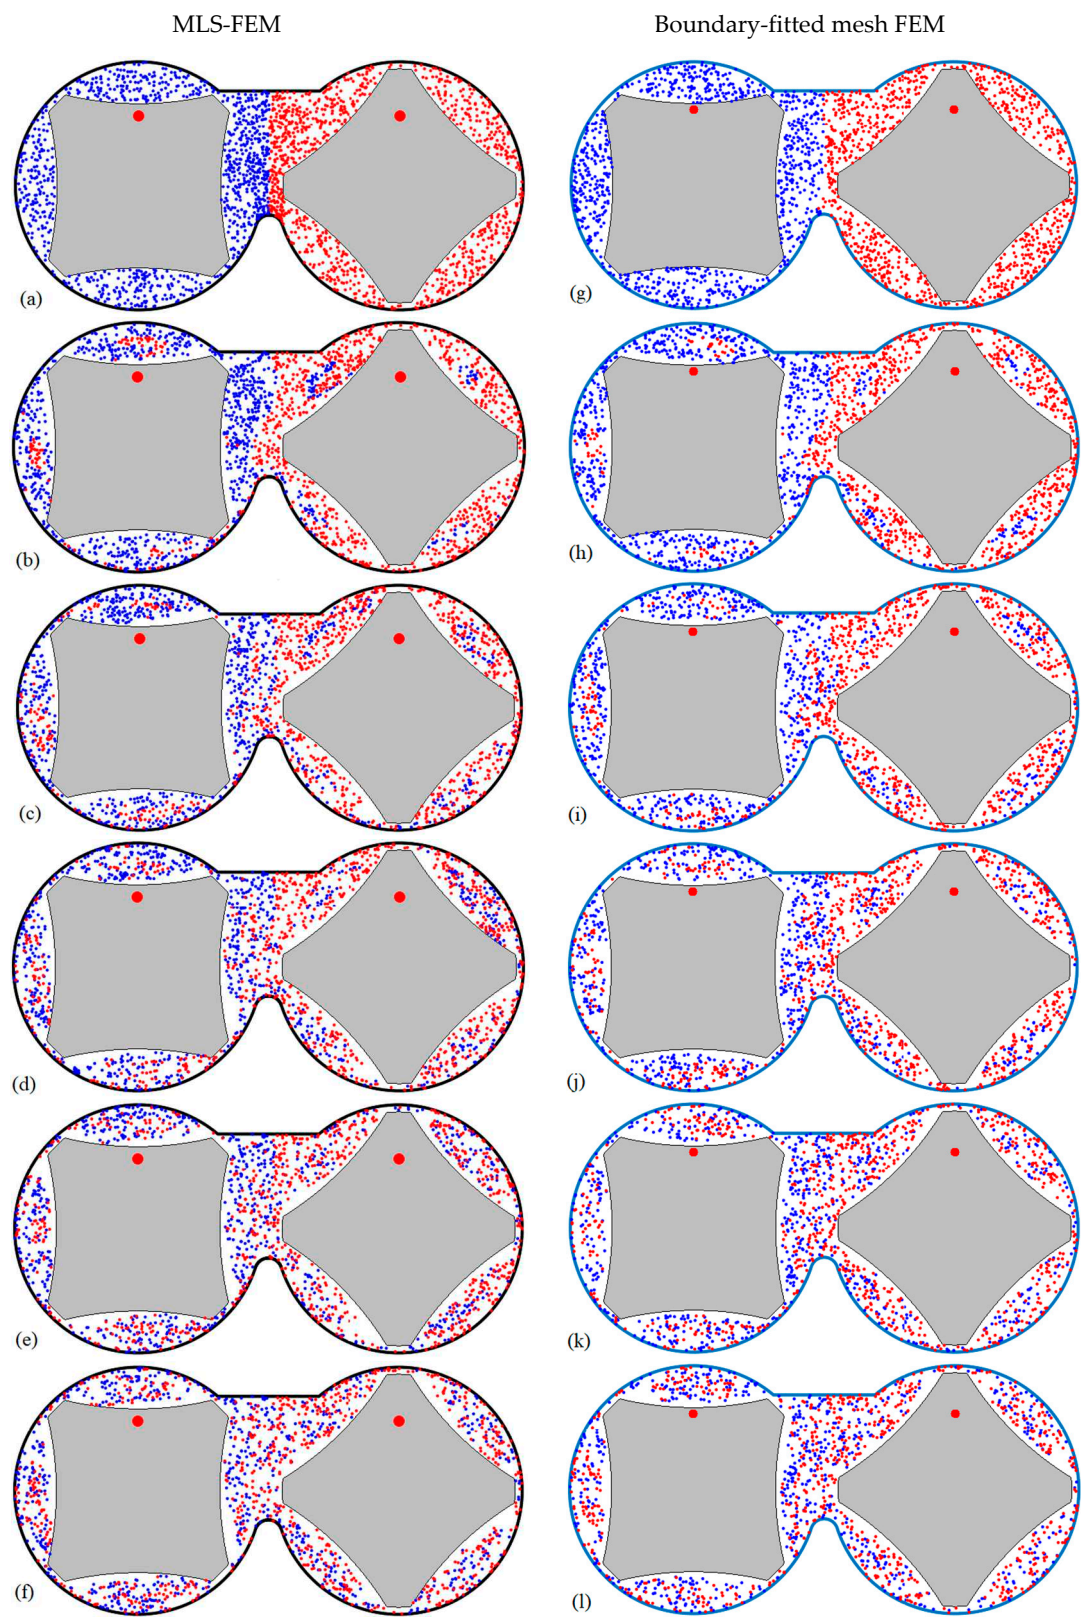 MLS-FEM
Boundary-fitted mesh FEM
(a)
(g)
(b)
(h)
(c)
(i)
(d)
(j)
(e)
(k)
(f)
(l)